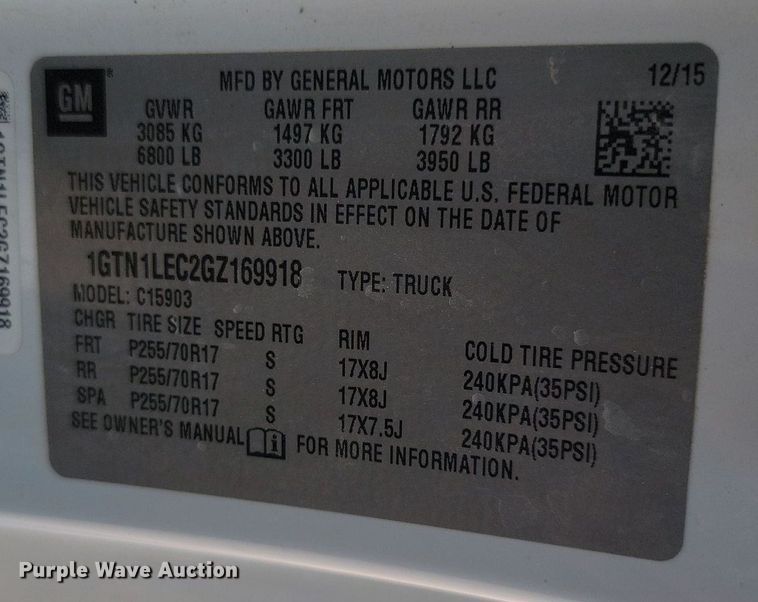 GM ® MFD BY GENERAL MOTORS LLC 12/15
GVWR GAWR FRT GAWR RR
3085 KG 1497 KG 1792 KG
6800 LB 3300 LB 3950 LB
THIS VEHICLE CONFORMS TO ALL APPLICABLE U.S. FEDERAL MOTOR
VEHICLE SAFETY STANDARDS IN EFFECT ON THE DATE OF
MANUFACTURE SHOWN ABOVE.
1GTN1LEC2GZ169918 TYPE: TRUCK
MODEL: C15903
CHGR TIRE SIZE SPEED RTG RIM COLD TIRE PRESSURE
FRT P255/70R17 S 17X8J 240KPA(35PSI)
RR P255/70R17 S 17X8J 240KPA(35PSI)
SPA P255/70R17 S 17X7.5J 240KPA(35PSI)
SEE OWNER'S MANUAL i FOR MORE INFORMATION.
1GTN1LEC2GZ169918
Purple Wave Auction